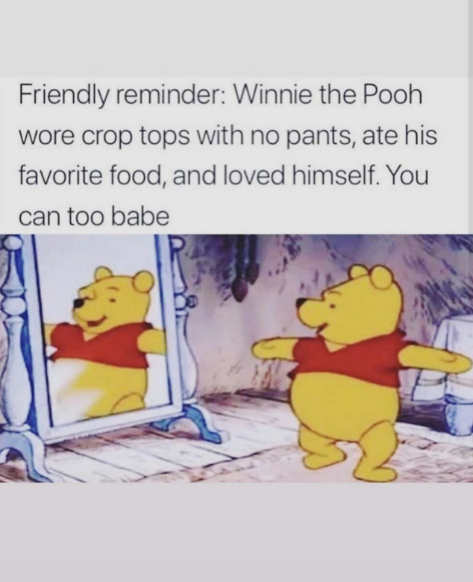 Friendly reminder: Winnie the Pooh
wore crop tops with no pants, ate his
favorite food, and loved himself. You
can too babe